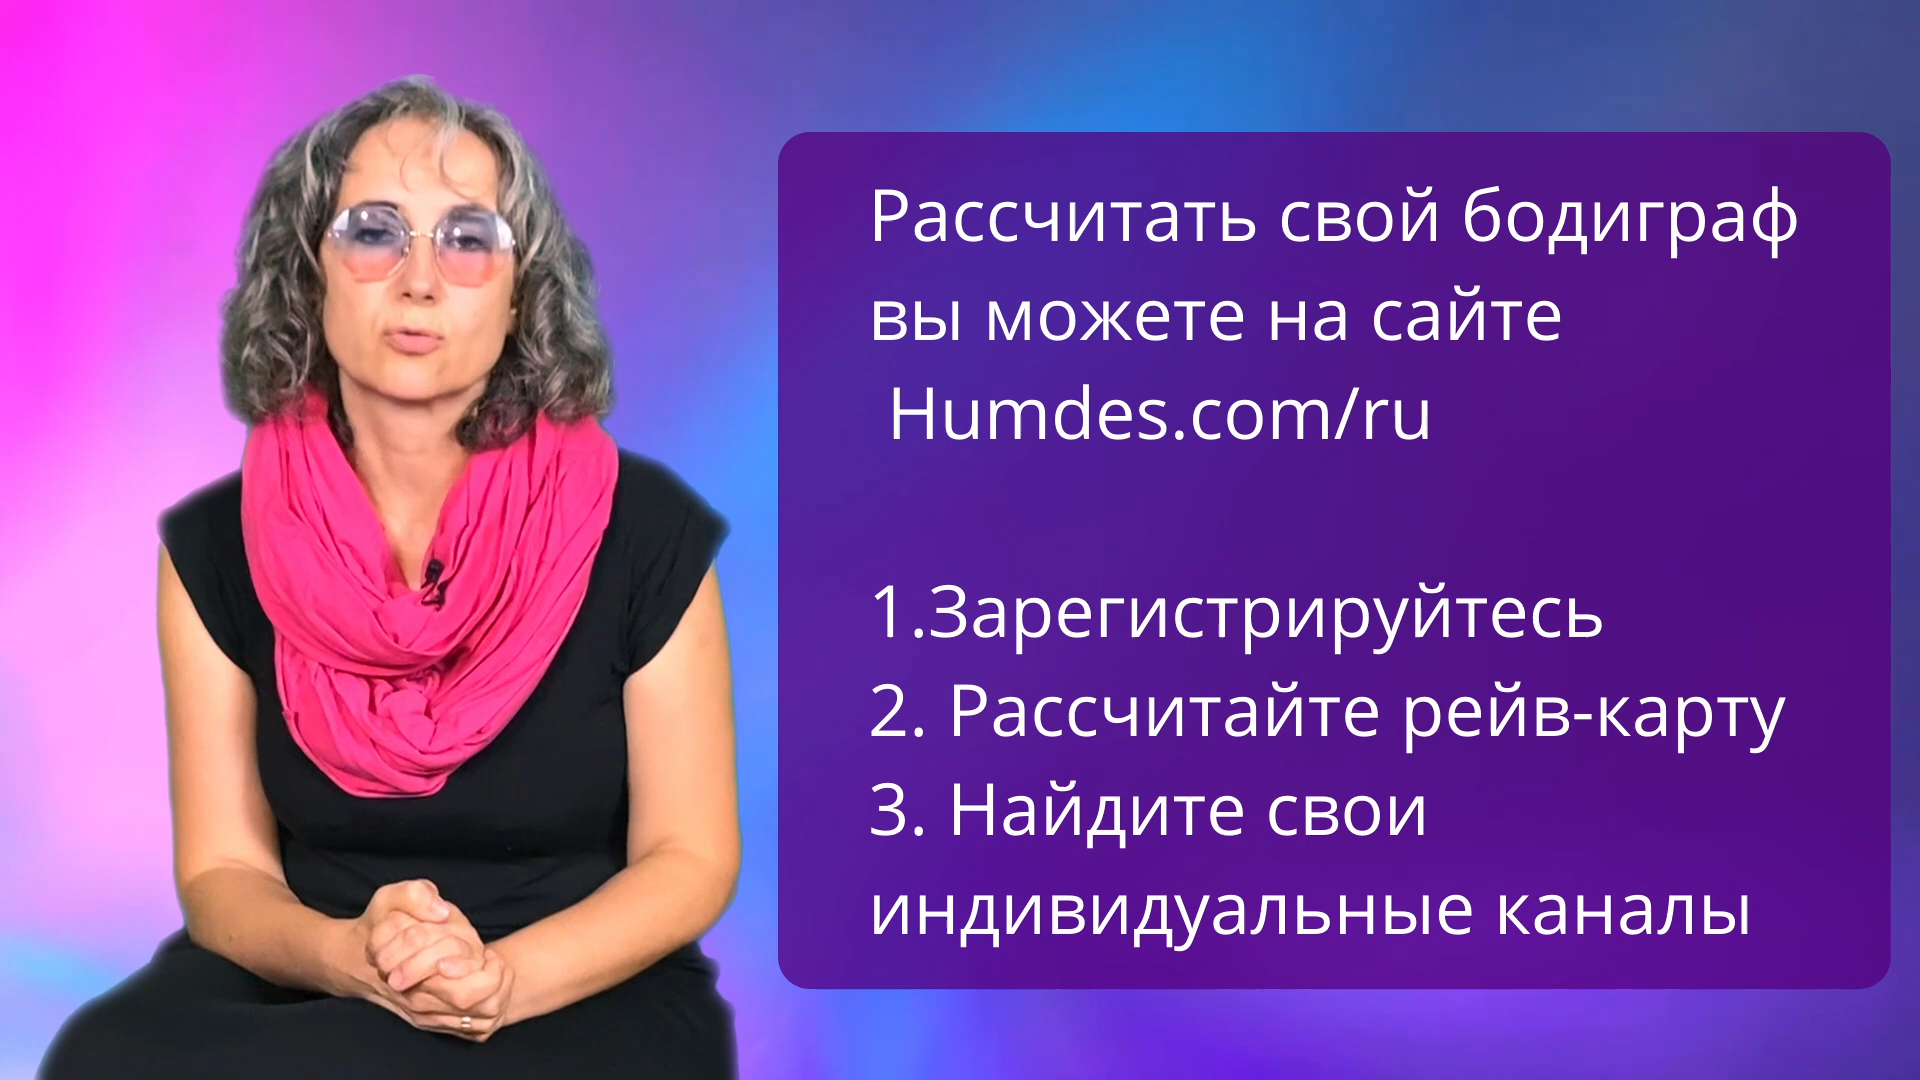 Рассчитать свой бодиграф
вы можете на сайте
Humdes.com/ru
1.Зарегистрируйтесь
2. Рассчитайте рейв-карту
3. Найдите свои
индивидуальные каналы